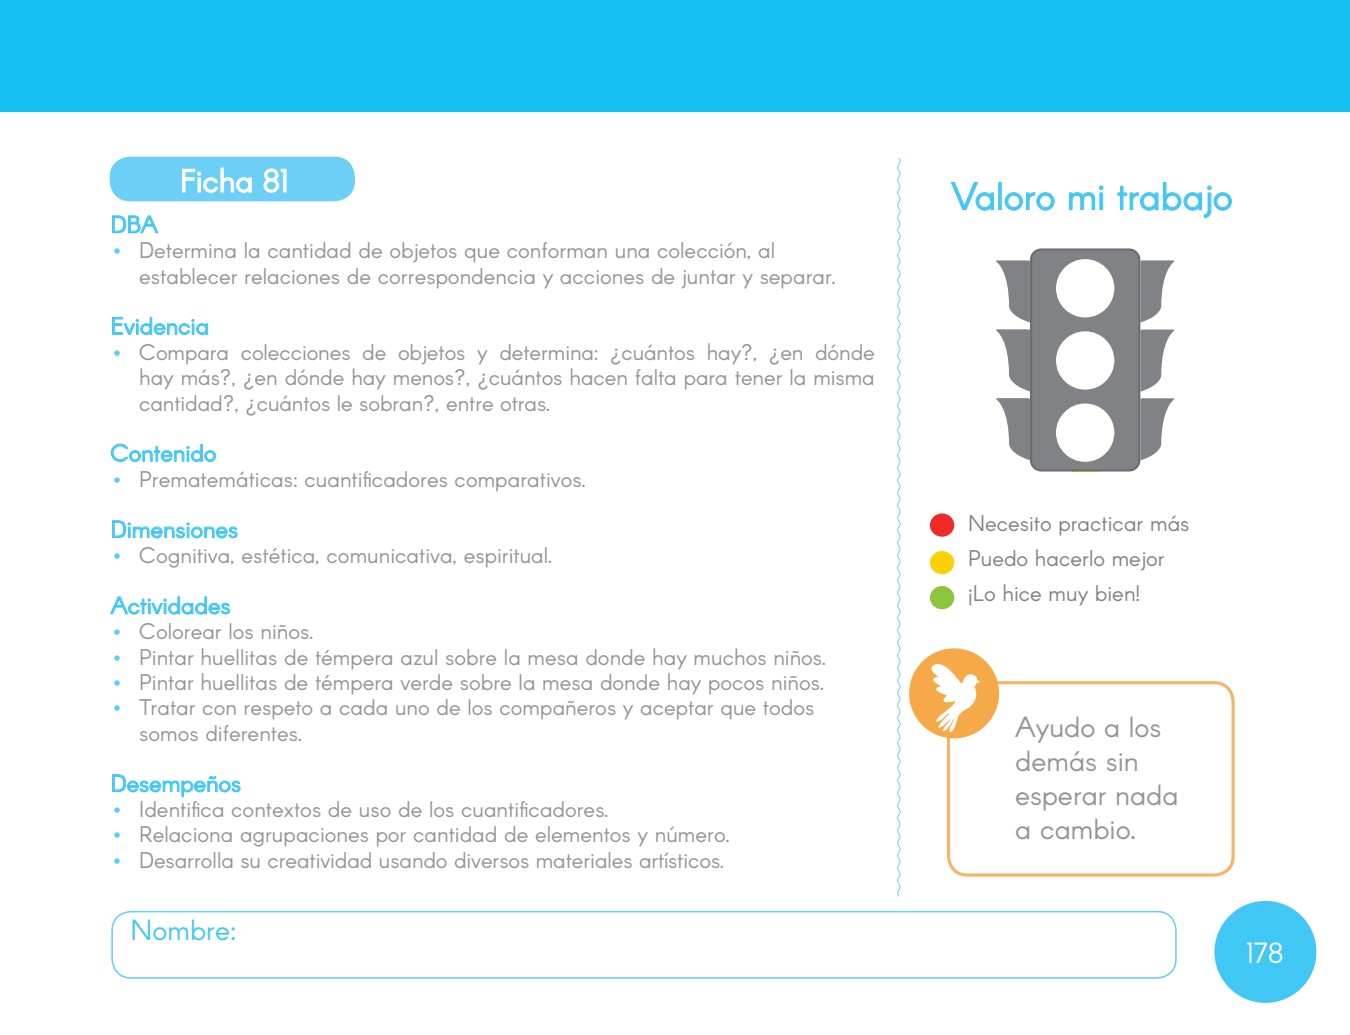 Ficha 81
DBA
• Determina la cantidad de objetos que conforman una colección, al
establecer relaciones de correspondencia y acciones de juntar y separar.
Evidencia
• Compara colecciones de objetos y determina: ¿cuántos hay?, ¿en dónde
hay más?, ¿en dónde hay menos?, ¿cuántos hacen falta para tener la misma
cantidad?, ¿cuántos le sobran?, entre otras.
Contenido
• Prematemáticas: cuantificadores comparativos.
Dimensiones
• Cognitiva, estética, comunicativa, espiritual.
Actividades
• Colorear los niños.
• Pintar huellitas de témpera azul sobre la mesa donde hay muchos niños.
• Pintar huellitas de témpera verde sobre la mesa donde hay pocos niños.
• Tratar con respeto a cada uno de los compañeros y aceptar que todos
somos diferentes.
Desempeños
• Identifica contextos de uso de los cuantificadores.
• Relaciona agrupaciones por cantidad de elementos y número.
• Desarrolla su creatividad usando diversos materiales artísticos.
Valoro mi trabajo
Necesito practicar más
Puedo hacerlo mejor
¡Lo hice muy bien!
Ayudo a los
demás sin
esperar nada
a cambio.
Nombre:
178